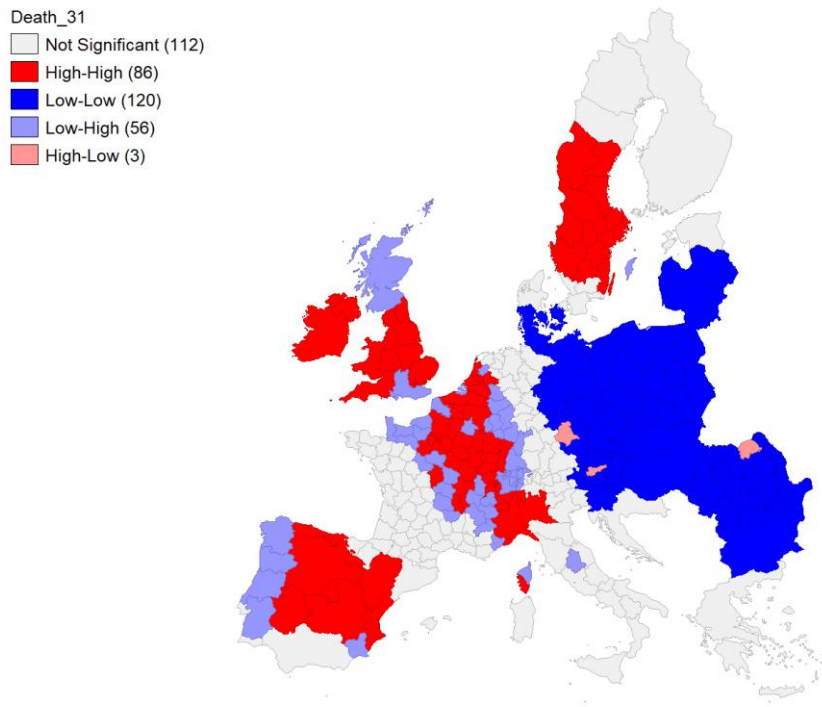 Death_31
Not Significant (112)
High-High (86)
Low-Low (120)
Low-High (56)
High-Low (3)